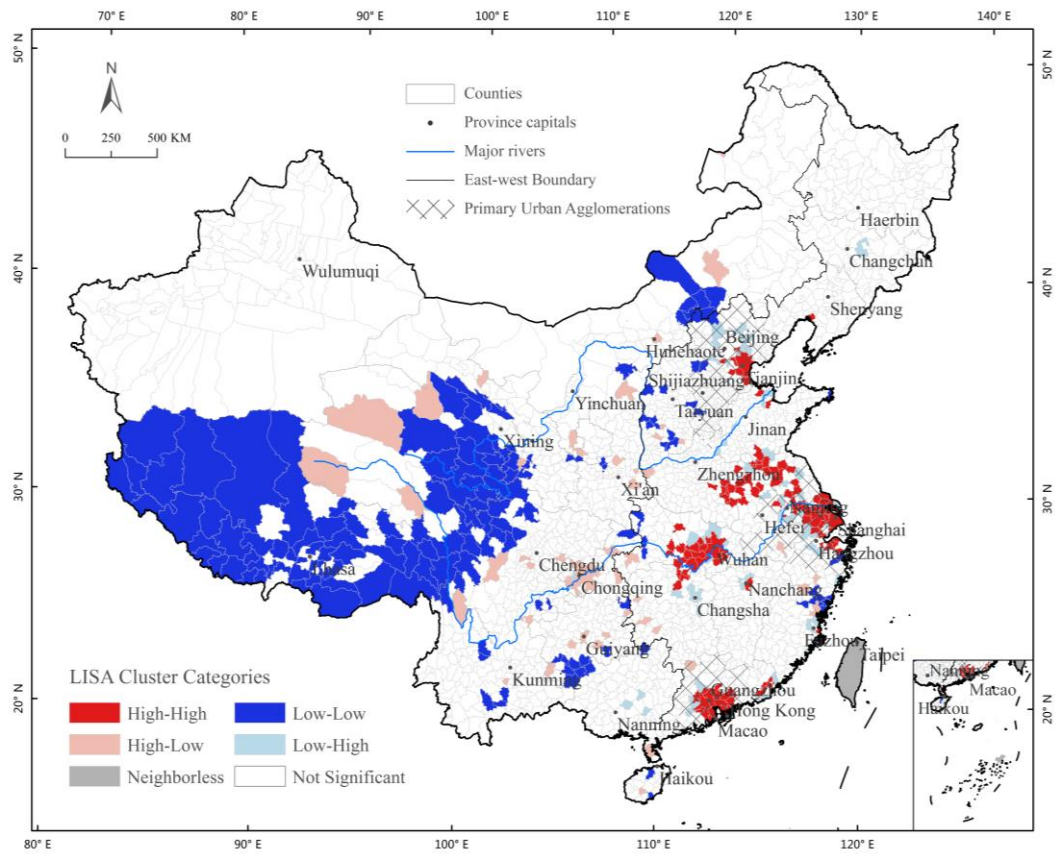 70° E 80° E 90° E 100° E 110° E 120° E 130° E 140° E
50° N
50° N
N
0 250 500 KM
Counties
Province capitals
Major rivers
East-west Boundary
Primary Urban Agglomerations
Haerbin
Changchun
Wulumuqi
40° N
40° N
Shenyang
Beijing
Huhehaote
Tianjing
Shijiazhuang
Yinchuan
Taiyuan
Jinan
Xining
Zhengzhou
Xi'an
30° N
30° N
Nanjing
Hefei
Shanghai
Wuhan
Hangzhou
Chengdu
Lhasa
Chongqing
Nanchang
Changsha
Guiyang
Fuzhou
Taipei
Kunming
LISA Cluster Categories
High-High
Low-Low
High-Low
Low-High
Neighborless
Not Significant
20° N
20° N
Guangzhou
Hong Kong
Nanning
Macao
Haikou
Nanning
Macao
Haikou
80° E 90° E 100° E 110° E 120° E